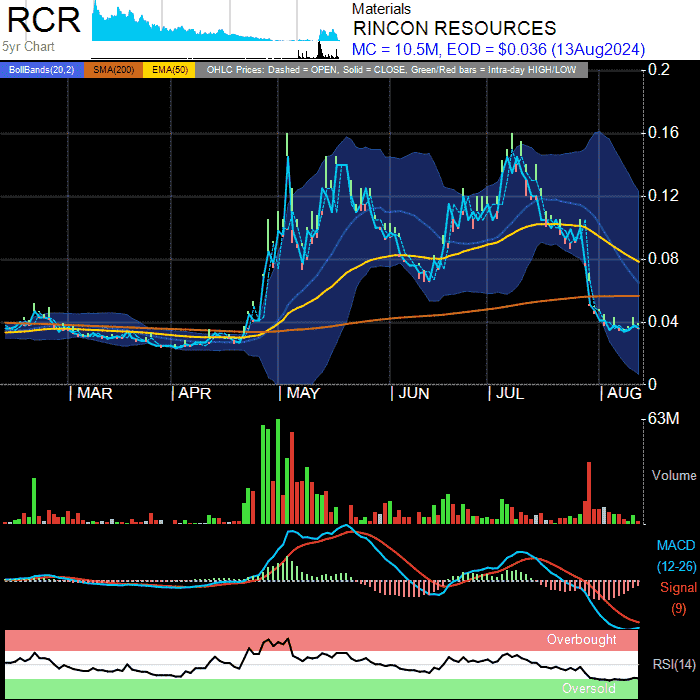 RCR
5yr Chart
Materials
RINCON RESOURCES
MC = 10.5M, EOD = $0.036 (13Aug2024)
BollBands(20,2) SMA(200) EMA(50) OHLC Prices: Dashed = OPEN, Solid = CLOSE, Green/Red bars = Intra-day HIGH/LOW
0.2
0.16
0.12
0.08
0.04
0
| MAR | APR | MAY | JUN | JUL | AUG
63M
Volume
MACD
(12-26)
Signal
(9)
Overbought
RSI(14)
Oversold